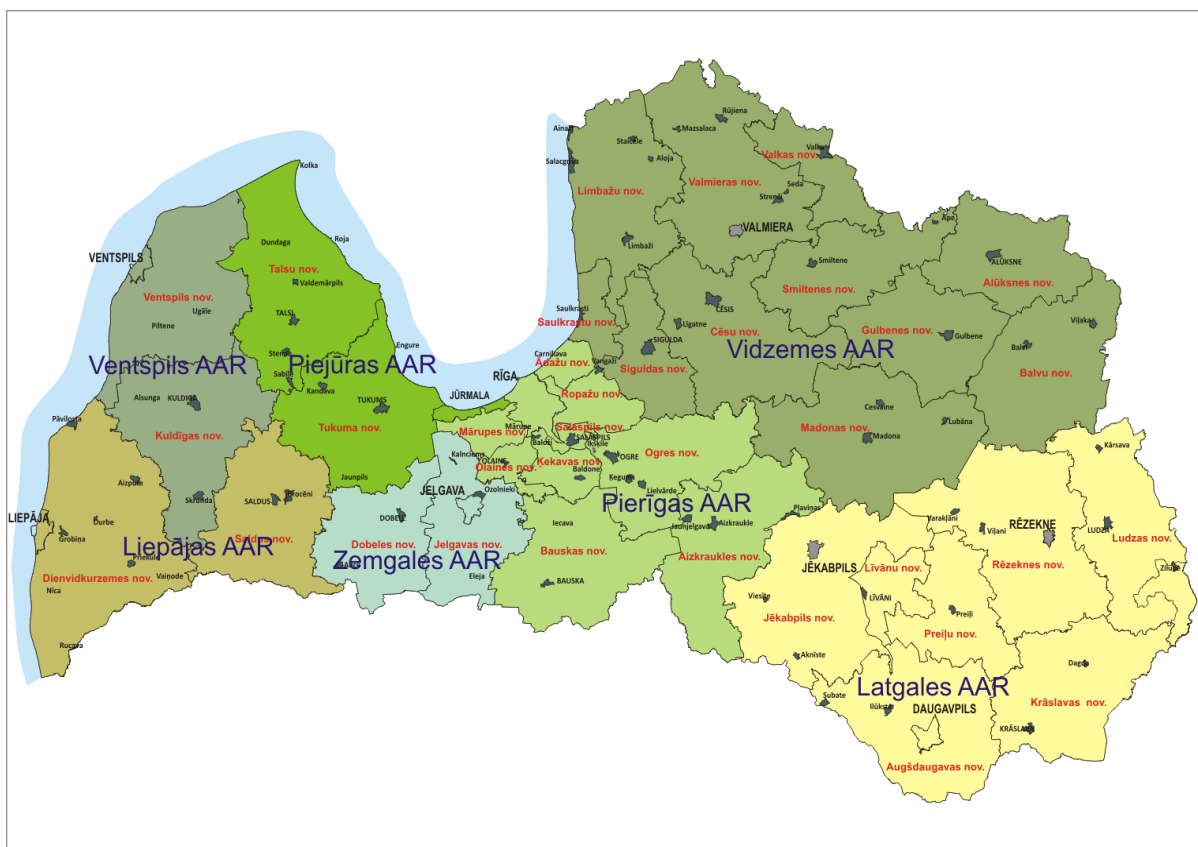 Ainaži
Staicele
Mazsalaca
Rūjiena
Aloja
Valkas nov.
Valka
Salacgrīva
Limbažu nov.
Valmieras nov.
Seda
Strenči
Kolka
VALMIERA
Ape
Dundaga
Roja
Limbaži
VENTSPILS
Talsu nov.
Valdemārpils
Smiltene
ALŪKSNE
Smiltenes nov.
Alūksnes nov.
Ventspils nov.
Ugāle
Piltene
TALSI
Saulkrasti
Saulkrastu nov.
CĒSIS
Līgatne
Cēsu nov.
Gulbenes nov.
Gulbene
Viļaka
Engure
Stende
SIGULDA
Vidzemes AAR
Balvi
Ventspils AAR
Piejūras AAR
Carnikava
Ādažu nov.
Vangaži
Siguldas nov.
Balvu nov.
Sabile
Kandava
RĪGA
Alsunga
KULDĪGA
TUKUMS
JŪRMALA
Ropažu nov.
Cesvaine
Pāvilosta
Kuldīgas nov.
Tukuma nov.
Mārupes nov.
Mārupe
Salaspils nov.
SALASPILS
Ikšķile
Baloži
Madonas nov.
Madona
Lubāna
Kalnciems
OLAINE
Olaines nov.
Ķekavas nov.
Baldone
OGRE
Ogres nov.
Kārsava
Jaunpils
Aizpute
Skrunda
SALDUS
Brocēni
JELGAVA
Ozolnieki
Ķegums
Lielvārde
Pierīgas AAR
Pļaviņas
LIEPĀJA
Durbe
Grobiņa
DOBELE
Iecava
Jaunjelgava
Aizkraukle
Varakļāni
Viļāni
RĒZEKNE
LUDZA
Ludzas nov.
Liepājas AAR
Saldus nov.
Dobeles nov.
Jelgavas nov.
Zemgales AAR
Bauskas nov.
Aizkraukles nov.
JĒKABPILS
Līvānu nov.
Rēzeknes nov.
Zilupe
Priekule
Vaiņode
Dienvidkurzemes nov.
Nīca
Eleja
BAUSKA
Viesīte
LĪVĀNI
Jēkabpils nov.
Preiļi
Preiļu nov.
Rucava
Aknīste
Dagda
Subate
Ilūkste
Latgales AAR
DAUGAVPILS
Krāslavas nov.
KRĀSLAVA
Augšdaugavas nov.